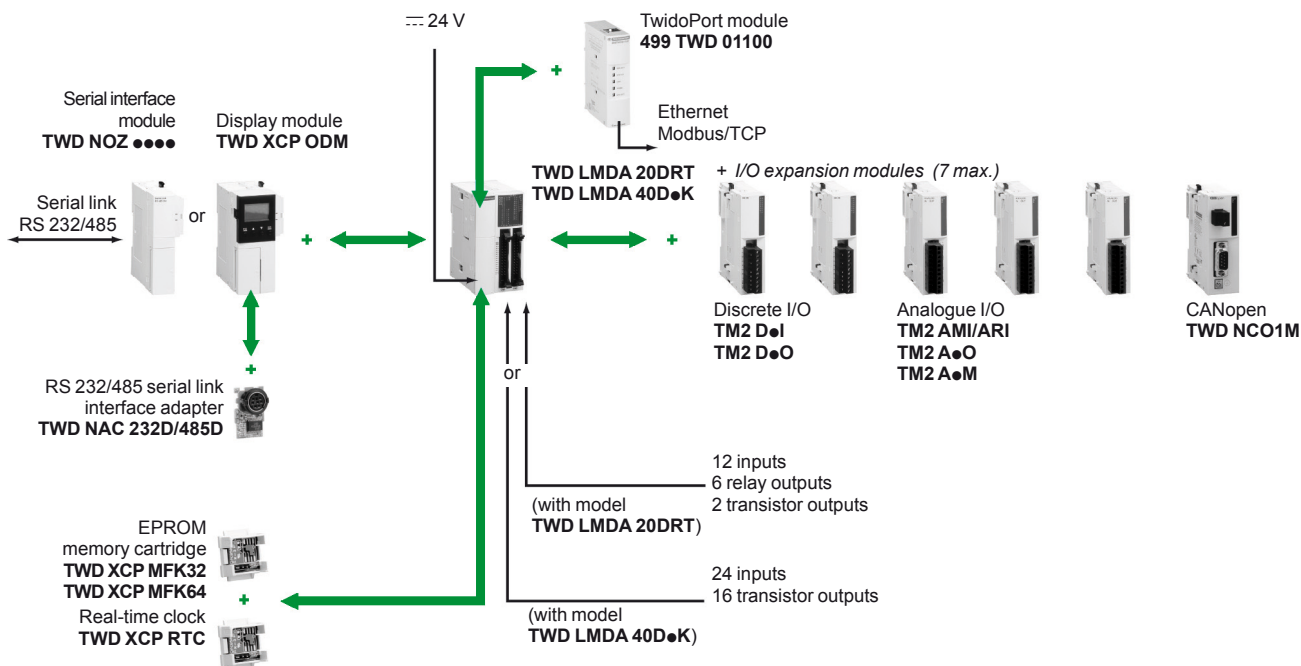 ⎓ 24 V
TwidoPort module
499 TWD 01100
Ethernet
Modbus/TCP
Serial interface
module
TWD NOZ ●●●●
Display module
TWD XCP ODM
Serial link
RS 232/485
or
+
+
TWD LMDA 20DRT
TWD LMDA 40D●K
+ I/O expansion modules (7 max.)
+
+
Discrete I/O
TM2 D●I
TM2 D●O
Analogue I/O
TM2 AMI/ARI
TM2 A●O
TM2 A●M
CANopen
TWD NCO1M
+
RS 232/485 serial link
interface adapter
TWD NAC 232D/485D
or
12 inputs
6 relay outputs
2 transistor outputs
(with model
TWD LMDA 20DRT)
EPROM
memory cartridge
TWD XCP MFK32
TWD XCP MFK64
+
Real-time clock
TWD XCP RTC
24 inputs
16 transistor outputs
(with model
TWD LMDA 40D●K)